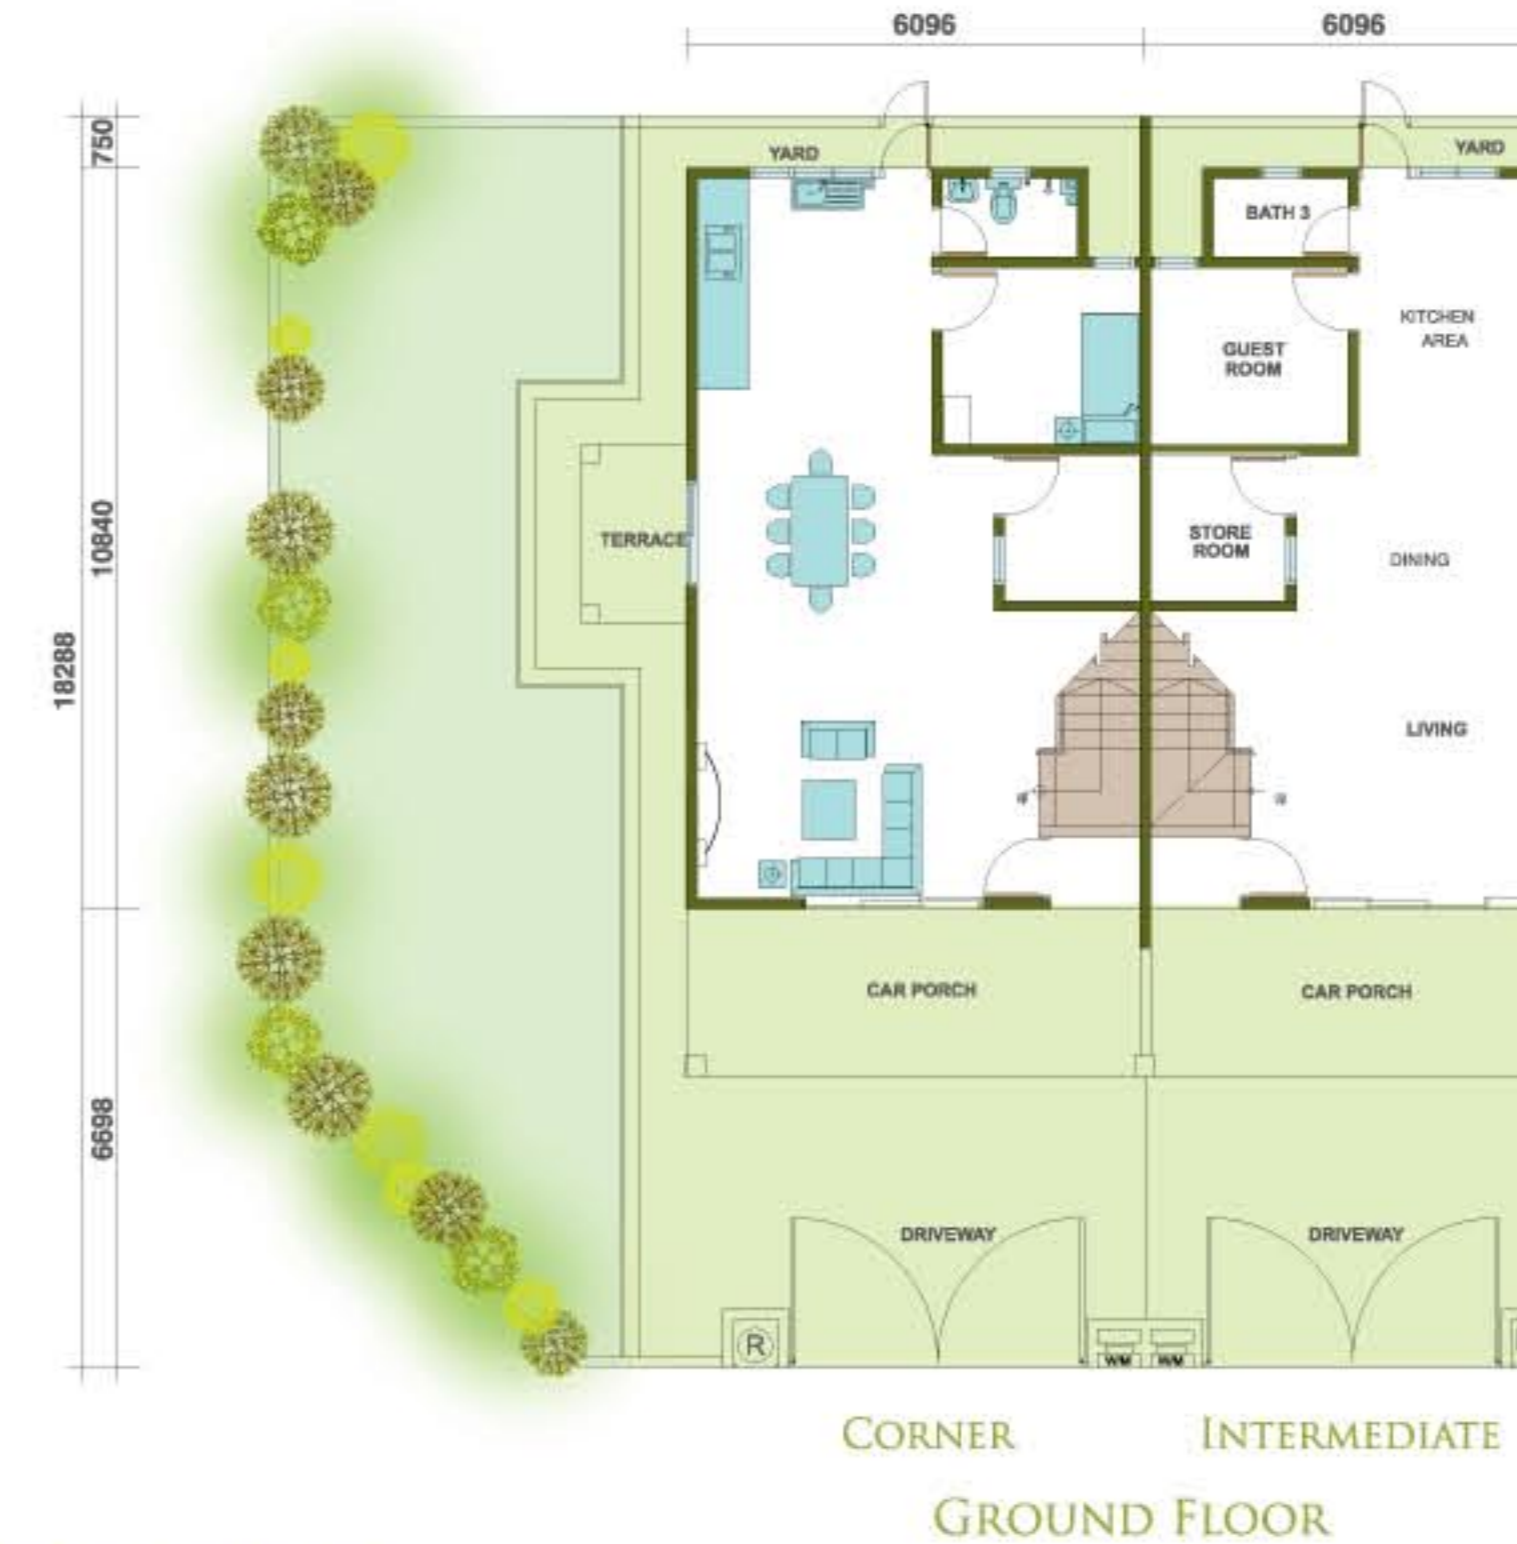 6096
6096
750
YARD
YARD
BATH 3
KITCHEN
AREA
GUEST
ROOM
10840
TERRACE
STORE
ROOM
DINING
18288
LIVING
CAR PORCH
CAR PORCH
6698
DRIVEWAY
DRIVEWAY
R
WM
WM
CORNER
INTERMEDIATE
GROUND FLOOR